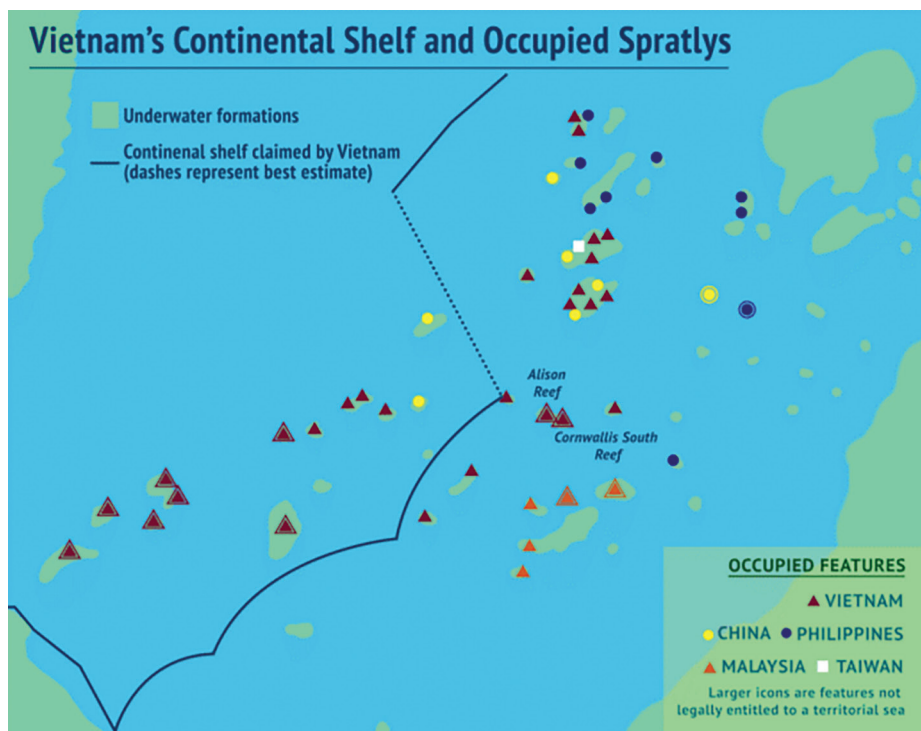 Vietnam's Continental Shelf and Occupied Spratlys
Underwater formations
Continenal shelf claimed by Vietnam
(dashes represent best estimate)
Alison
Reef
Cornwallis South
Reef
OCCUPIED FEATURES
VIETNAM
CHINA PHILIPPINES
MALAYSIA TAIWAN
Larger icons are features not
legally entitled to a territorial sea